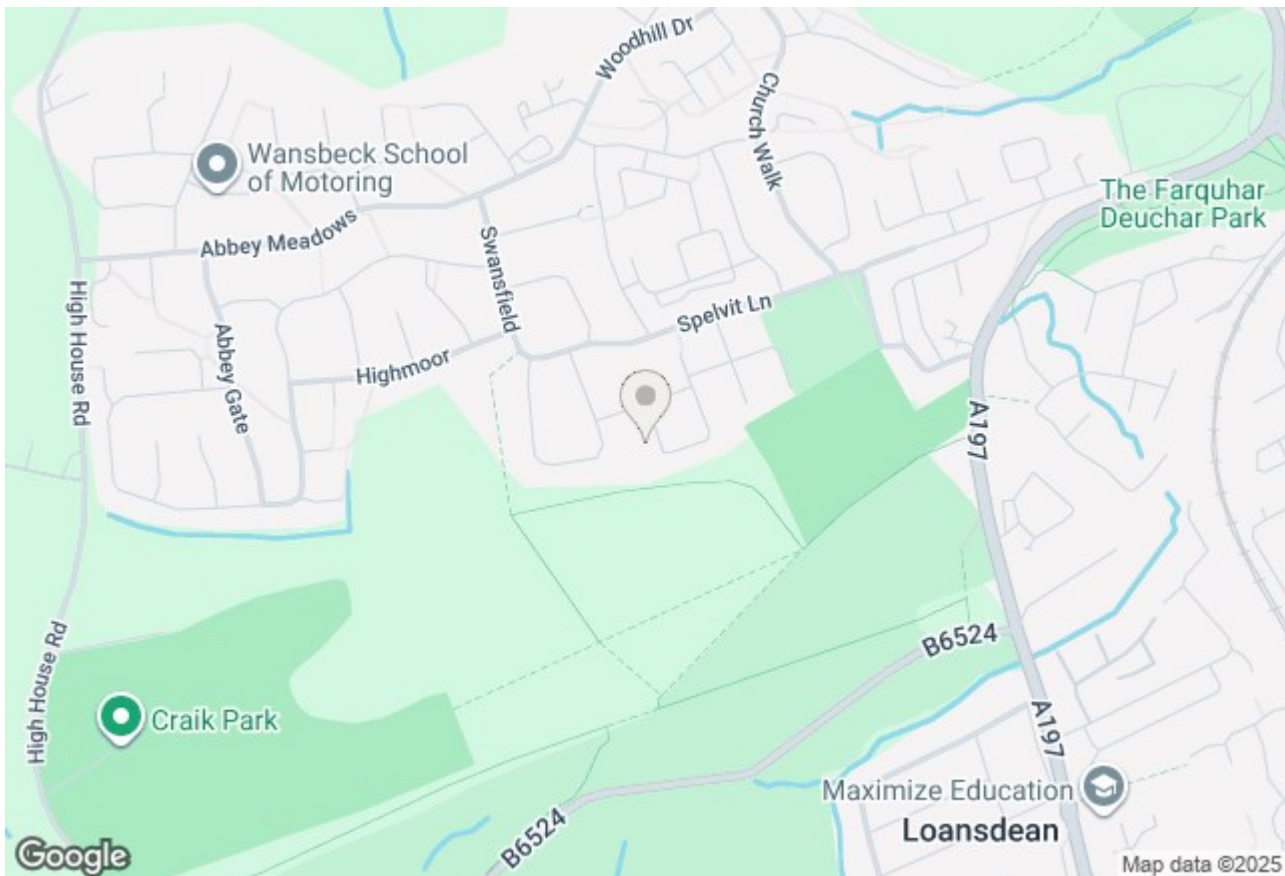 Woodhill Dr
Church Walk
Wansbeck School
of Motoring
The Farquhar
Deuchar Park
Abbey Meadows
Swansfield
High House Rd
Spelvit Ln
Abbey Gate
Highmoor
A197
B6524
High House Rd
Craik Park
A197
Maximize Education
Loansdean
B6524
Google
Map data ©2025